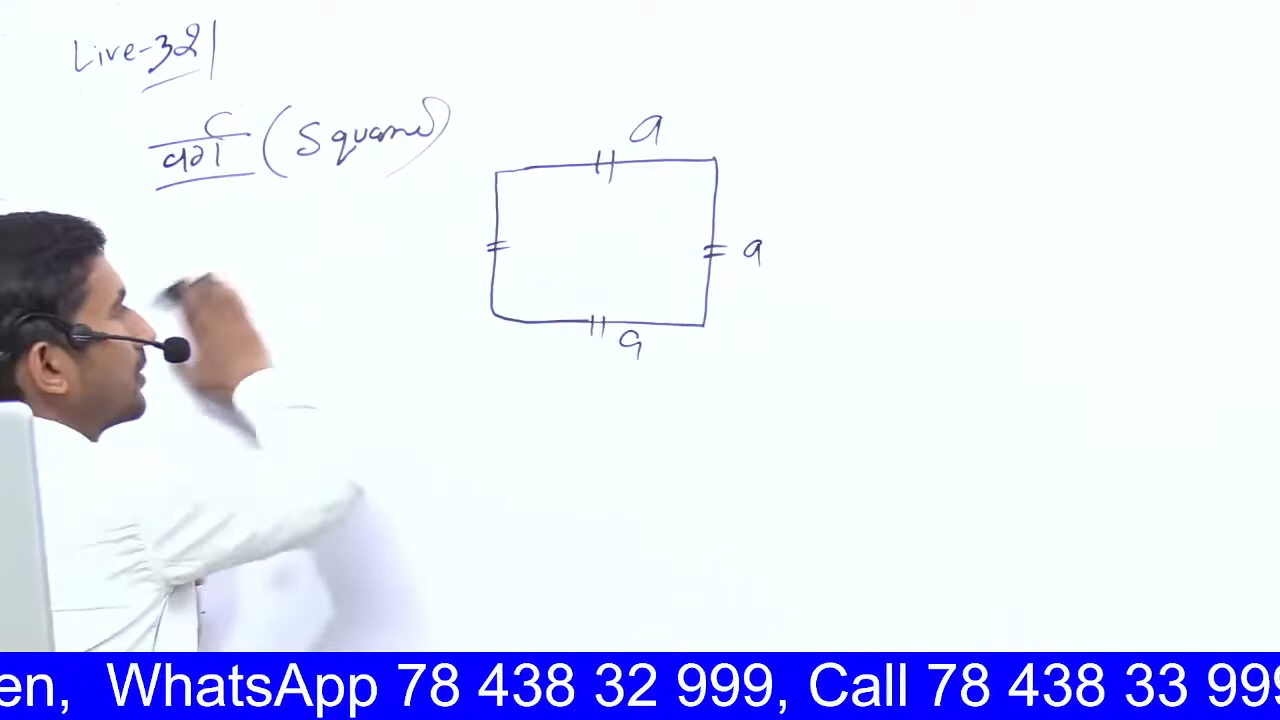 Live-321
वर्ग (Square)
a
a
a
en, WhatsApp 78 438 32 999, Call 78 438 33 999